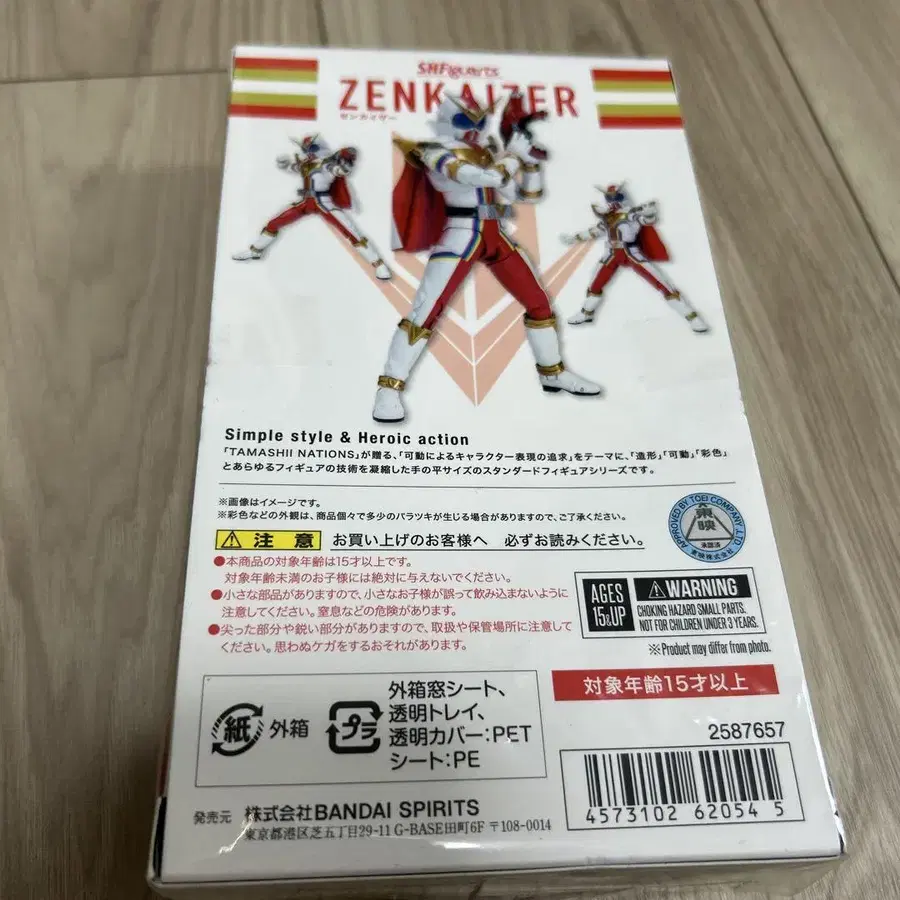 S.H.Figuarts
ZENKAIZER
ゼンカイザー
Simple style & Heroic action
「TAMASHII NATIONS」が贈る、「可動によるキャラクター表現の追求」をテーマに、「造形」「可動」「彩色」
とあらゆるフィギュアの技術を凝縮した手の平サイズのスタンダードフィギュアシリーズです。
※画像はイメージです。
※彩色などの外観は、商品個々で多少のバラツキが生じる場合がありますので、ご了承ください。
APPROVED BY TOEI COMPANY, LTD.
東映
承認済
東映株式会社
注意 お買い上げのお客様へ 必ずお読みください。
●本商品の対象年齢は15才以上です。
対象年齢未満のお子様には絶対に与えないでください。
●小さな部品がありますので、小さなお子様が誤って飲み込まないように
注意してください。窒息などの危険があります。
●尖った部分や鋭い部分がありますので、取扱や保管場所に注意して
ください。思わぬケガをするおそれがあります。
AGES
15&UP
WARNING
CHOKING HAZARD SMALL PARTS.
NOT FOR CHILDREN UNDER 3 YEARS.
※Product may differ from photo.
対象年齢15才以上
紙 外箱
プラ
外箱窓シート、
透明トレイ、
透明カバー:PET
シート:PE
2587657
4573102 62054 5
発売元 株式会社BANDAI SPIRITS
東京都港区芝五丁目29-11 G-BASE田町6F 〒108-0014